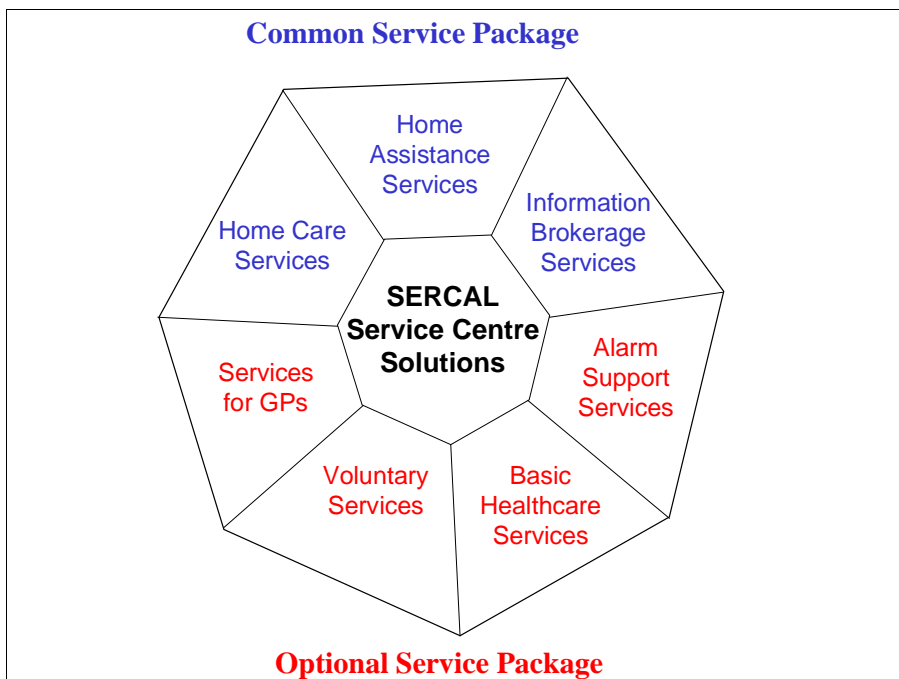 Common Service Package
Home
Assistance
Services
Information
Brokerage
Services
Home Care
Services
SERCAL
Service Centre
Solutions
Alarm
Support
Services
Services
for GPs
Voluntary
Services
Basic
Healthcare
Services
Optional Service Package